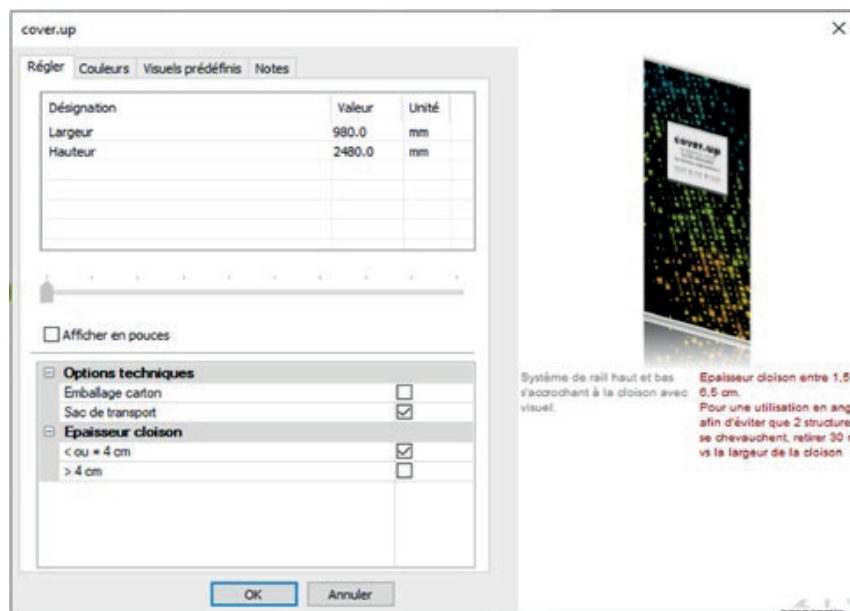 cover.up
Régler Couleurs Visuels prédéfinis Notes
Désignation Valeur Unité
Largeur 980.0 mm
Hauteur 2480.0 mm
Afficher en pouces
Options techniques
Emballage carton
Sac de transport
Epaisseur cloison
< ou = 4 cm
> 4 cm
OK Annuler
cover.up
Système de rail haut et bas
s'accrochant à la cloison avec
visuel.
Epaisseur cloison entre 1,5
6,5 cm.
Pour une utilisation en ang
afin d'éviter que 2 structure
se chevauchent, retirer 30
vs la largeur de la cloison